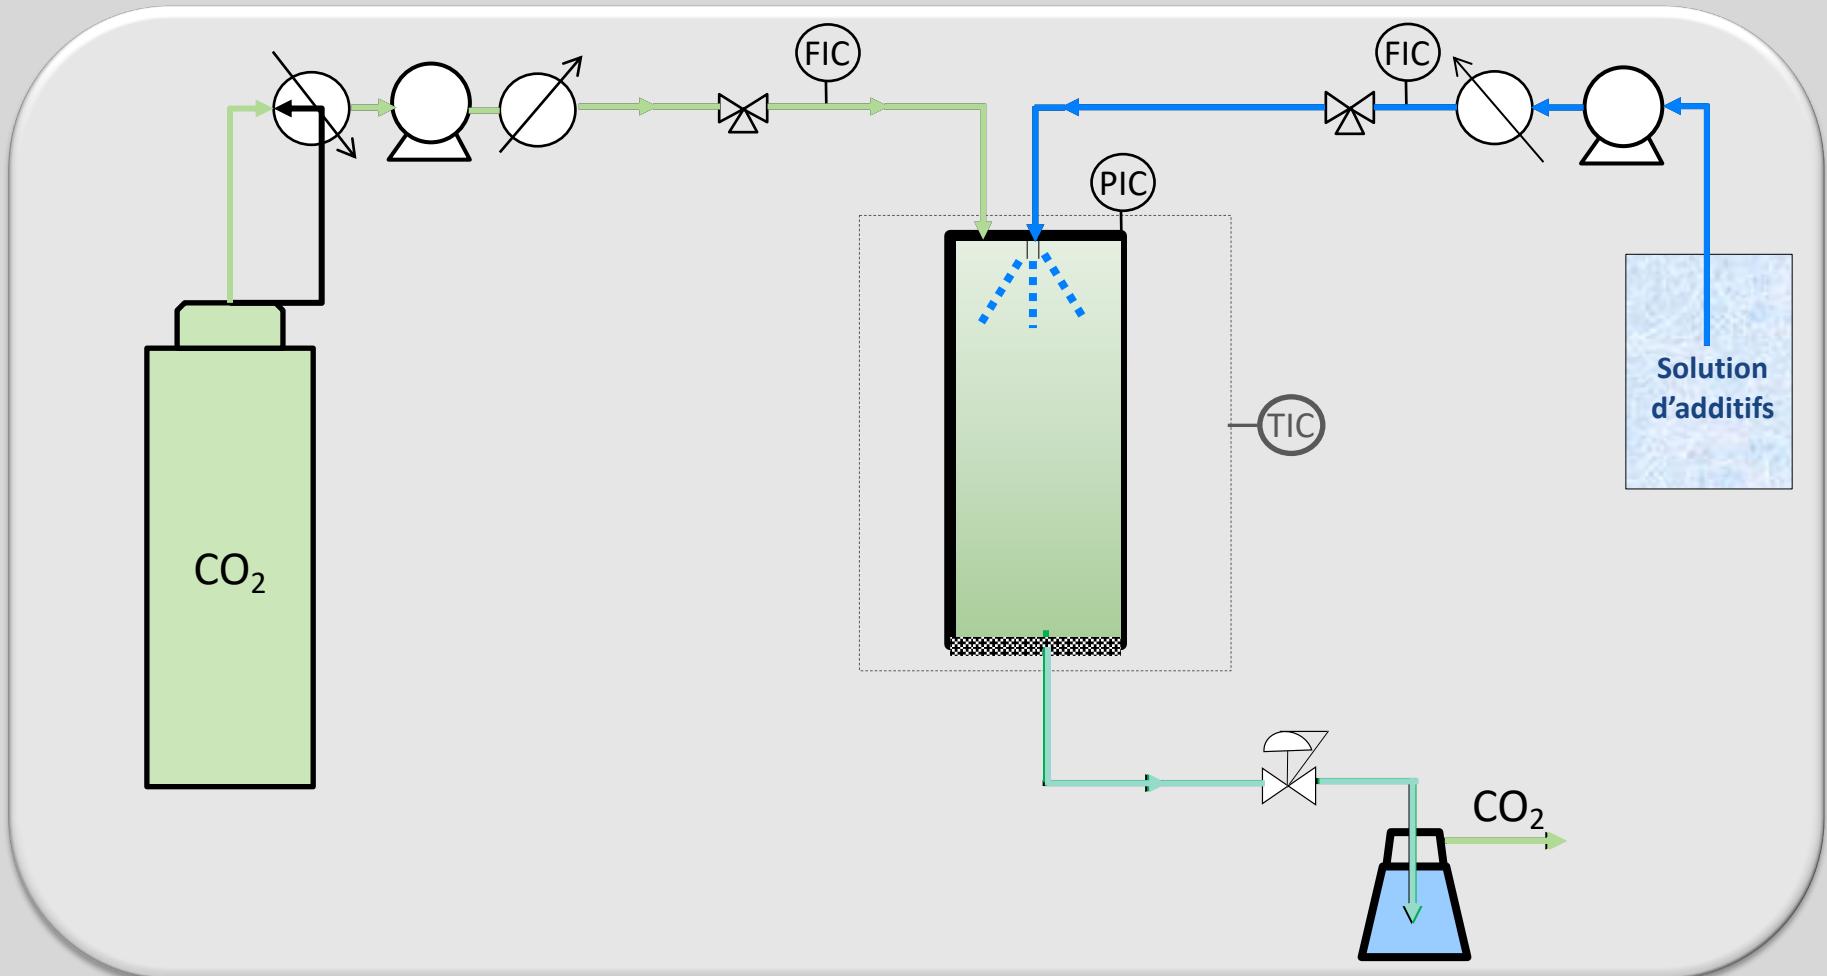 FIC
FIC
PIC
Solution
d’additifs
TIC
CO₂
CO₂